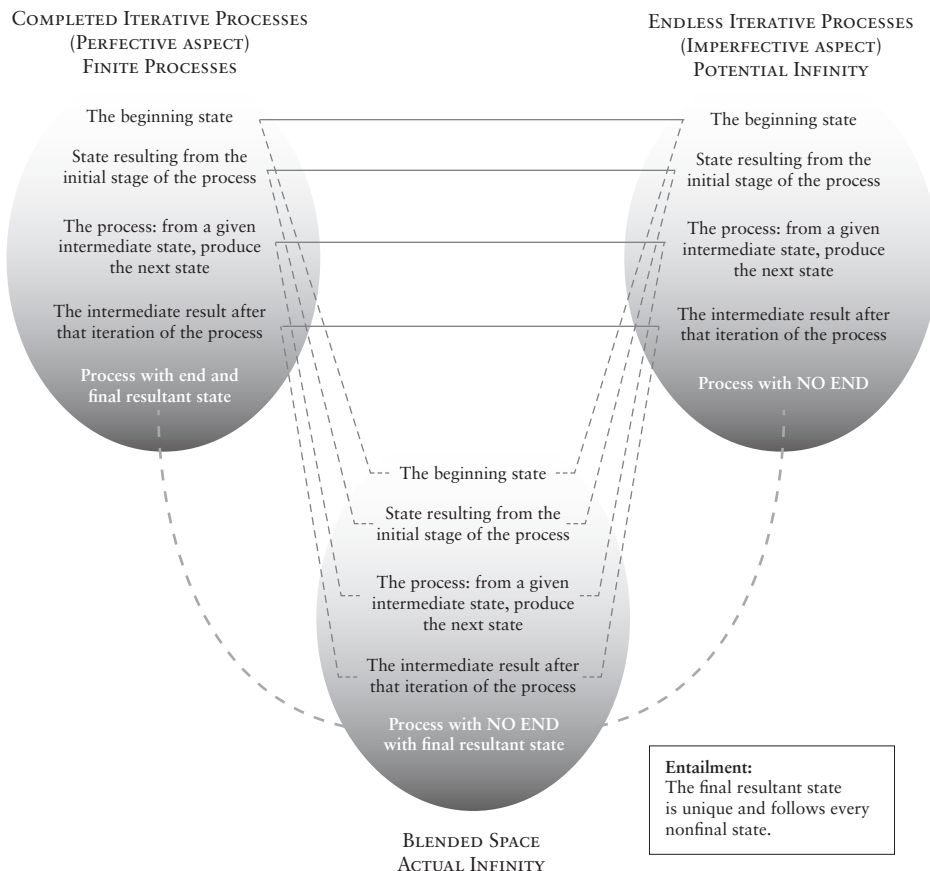 COMPLETED ITERATIVE PROCESSES
(PERFECTIVE ASPECT)
FINITE PROCESSES
The beginning state
State resulting from the
initial stage of the process
The process: from a given
intermediate state, produce
the next state
The intermediate result after
that iteration of the process
Process with end and
final resultant state
ENDLESS ITERATIVE PROCESSES
(IMPERFECTIVE ASPECT)
POTENTIAL INFINITY
The beginning state
State resulting from the
initial stage of the process
The process: from a given
intermediate state, produce
the next state
The intermediate result after
that iteration of the process
Process with NO END
The beginning state
State resulting from the
initial stage of the process
The process: from a given
intermediate state, produce
the next state
The intermediate result after
that iteration of the process
Process with NO END
with final resultant state
BLENDED SPACE
ACTUAL INFINITY
Entailment:
The final resultant state
is unique and follows every
nonfinal state.